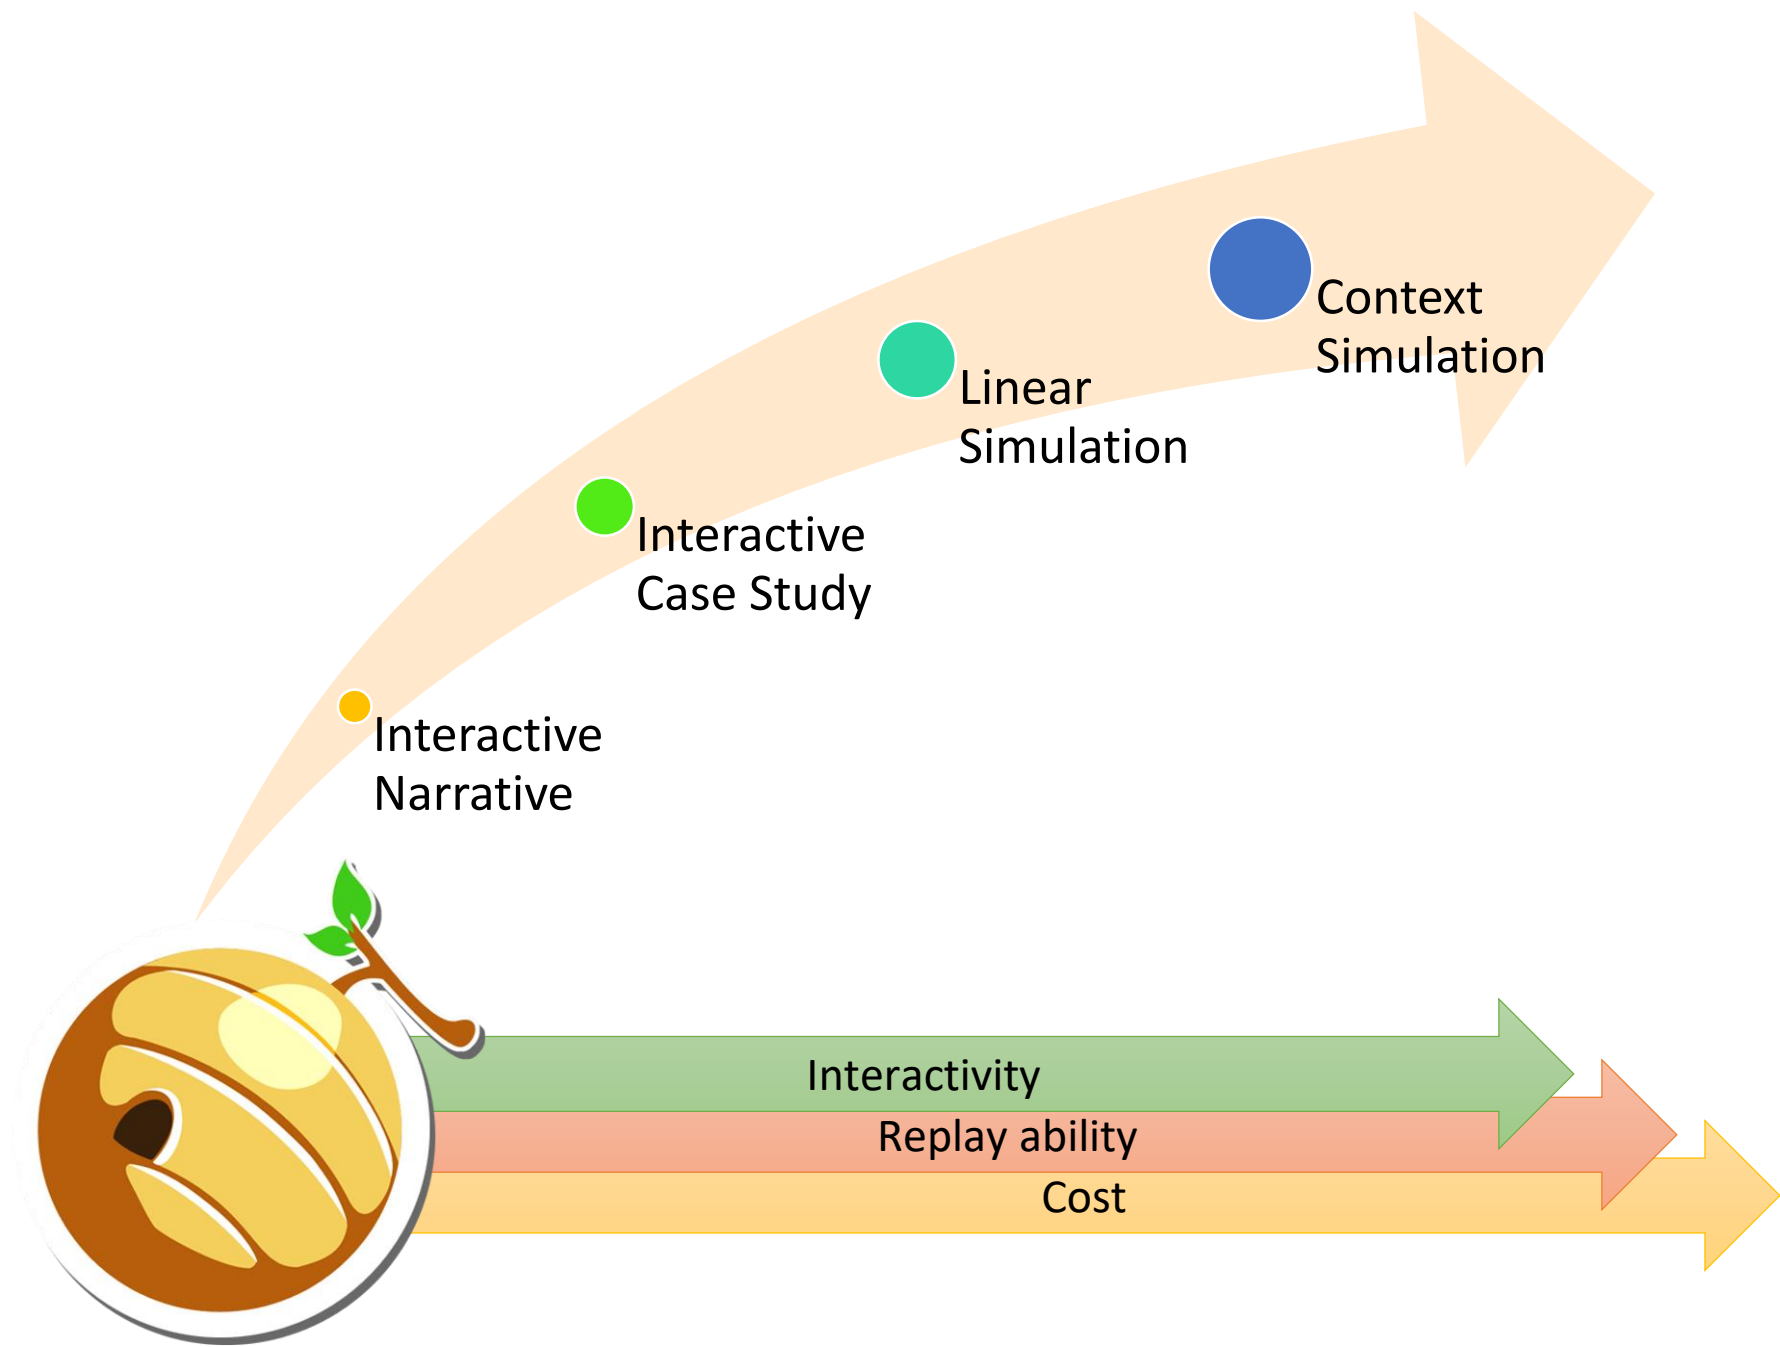 Context
Simulation
Linear
Simulation
Interactive
Case Study
Interactive
Narrative
Interactivity
Replay ability
Cost